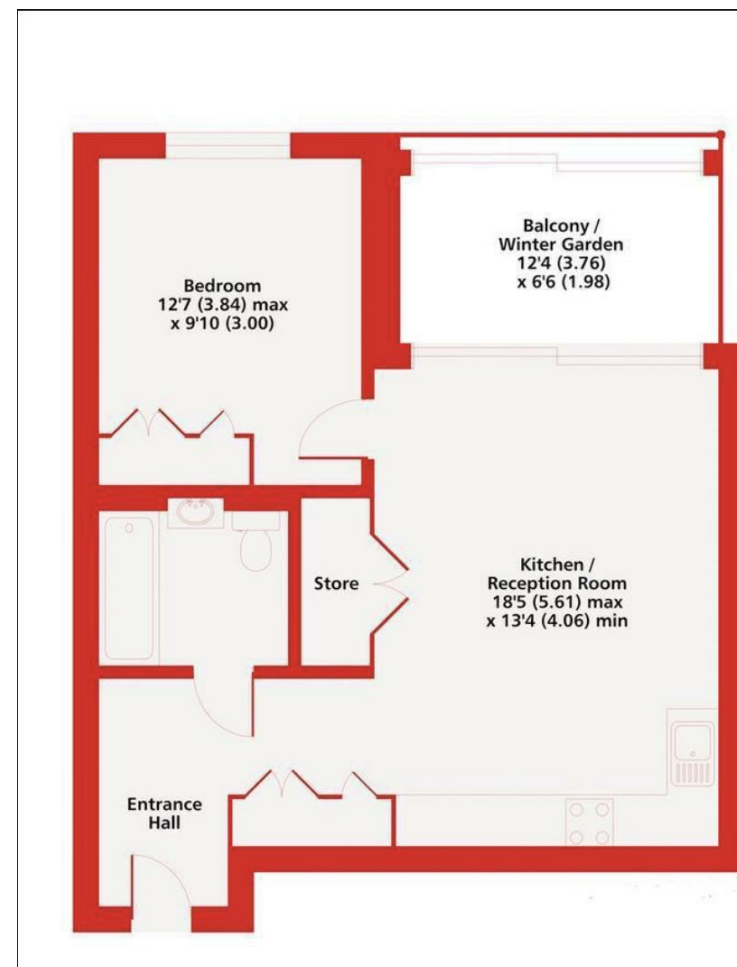 Balcony /
Winter Garden
12'4 (3.76)
x 6'6 (1.98)
Bedroom
12'7 (3.84) max
x 9'10 (3.00)
Kitchen /
Reception Room
18'5 (5.61) max
x 13'4 (4.06) min
Store
Entrance
Hall